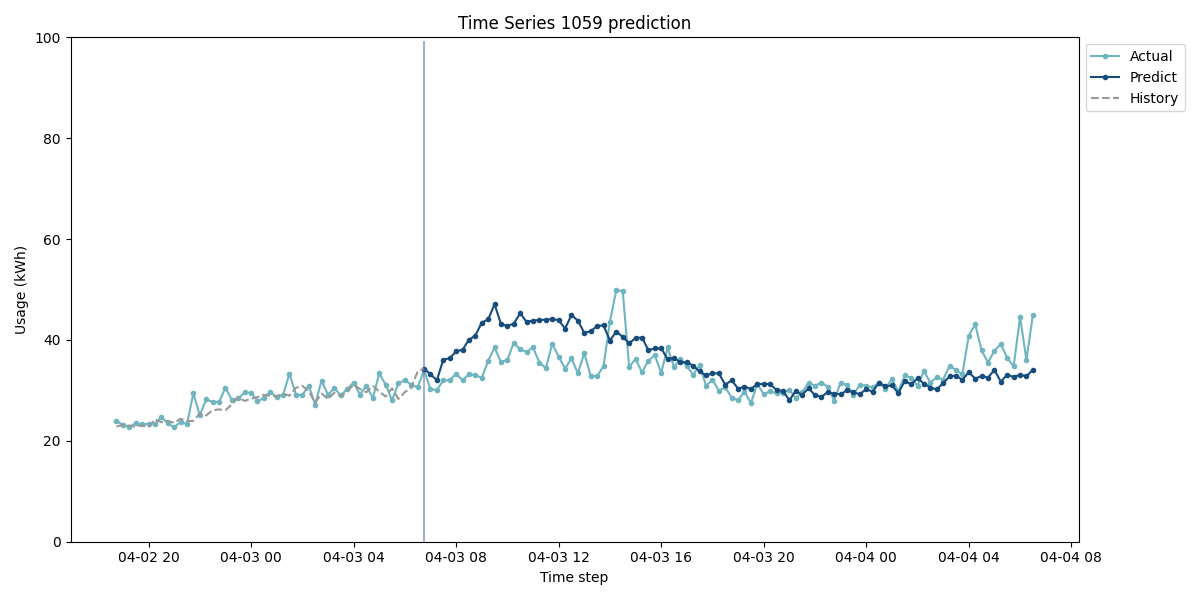 Time Series 1059 prediction
100
80
60
40
20
0
Usage (kWh)
04-02 20
04-03 00
04-03 04
04-03 08
04-03 12
04-03 16
04-03 20
04-04 00
04-04 04
04-04 08
Time step
Actual
Predict
History